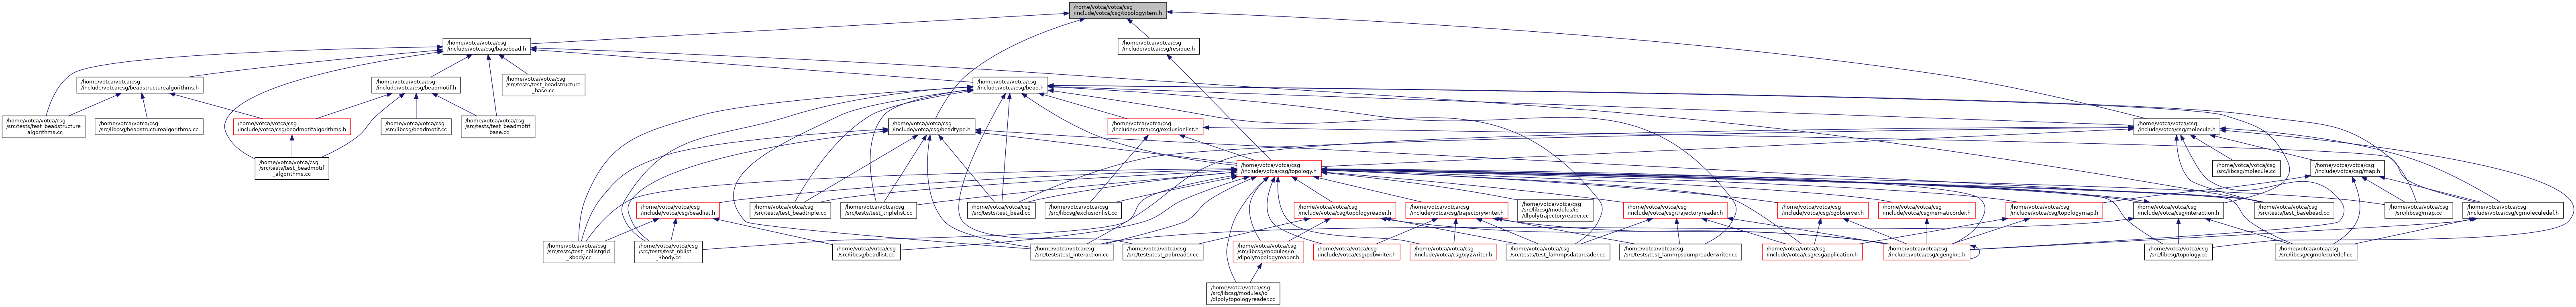 /home/votca/votca/csg
/include/votca/csg/topologyitem.h
/home/votca/votca/csg
/include/votca/csg/basebead.h
/home/votca/votca/csg
/include/votca/csg/residue.h
/home/votca/votca/csg
/include/votca/csg/beadstructurealgorithms.h
/home/votca/votca/csg
/include/votca/csg/beadmotif.h
/home/votca/votca/csg
/src/tests/test_beadstructure
_base.cc
/home/votca/votca/csg
/include/votca/csg/bead.h
/home/votca/votca/csg
/src/tests/test_beadstructure
_algorithms.cc
/home/votca/votca/csg
/src/libcsg/beadstructurealgorithms.cc
/home/votca/votca/csg
/include/votca/csg/beadmotifalgorithms.h
/home/votca/votca/csg
/src/libcsg/beadmotif.cc
/home/votca/votca/csg
/src/tests/test_beadmotif
_base.cc
/home/votca/votca/csg
/include/votca/csg/beadtype.h
/home/votca/votca/csg
/include/votca/csg/exclusionlist.h
/home/votca/votca/csg
/include/votca/csg/molecule.h
/home/votca/votca/csg
/src/tests/test_beadmotif
_algorithms.cc
/home/votca/votca/csg
/include/votca/csg/topology.h
/home/votca/votca/csg
/src/libcsg/molecule.cc
/home/votca/votca/csg
/include/votca/csg/map.h
/home/votca/votca/csg
/include/votca/csg/beadlist.h
/home/votca/votca/csg
/src/tests/test_beadtriple.cc
/home/votca/votca/csg
/src/tests/test_triplelist.cc
/home/votca/votca/csg
/src/tests/test_bead.cc
/home/votca/votca/csg
/src/libcsg/exclusionlist.cc
/home/votca/votca/csg
/include/votca/csg/topologyreader.h
/home/votca/votca/csg
/include/votca/csg/trajectorywriter.h
/home/votca/votca/csg
/src/libcsg/modules/io
/dlpolytrajectoryreader.cc
/home/votca/votca/csg
/include/votca/csg/trajectoryreader.h
/home/votca/votca/csg
/include/votca/csg/cgobserver.h
/home/votca/votca/csg
/include/votca/csg/nematicorder.h
/home/votca/votca/csg
/include/votca/csg/topologymap.h
/home/votca/votca/csg
/include/votca/csg/interaction.h
/home/votca/votca/csg
/src/tests/test_basebead.cc
/home/votca/votca/csg
/src/libcsg/map.cc
/home/votca/votca/csg
/include/votca/csg/cgmoleculedef.h
/home/votca/votca/csg
/src/tests/test_nblistgrid
_3body.cc
/home/votca/votca/csg
/src/tests/test_nblist
_3body.cc
/home/votca/votca/csg
/src/libcsg/beadlist.cc
/home/votca/votca/csg
/src/tests/test_interaction.cc
/home/votca/votca/csg
/src/tests/test_pdbreader.cc
/home/votca/votca/csg
/src/libcsg/modules/io
/dlpolytopologyreader.h
/home/votca/votca/csg
/include/votca/csg/pdbwriter.h
/home/votca/votca/csg
/include/votca/csg/xyzwriter.h
/home/votca/votca/csg
/src/tests/test_lammpsdatareader.cc
/home/votca/votca/csg
/src/tests/test_lammpsdumpreaderwriter.cc
/home/votca/votca/csg
/include/votca/csg/csgapplication.h
/home/votca/votca/csg
/include/votca/csg/cgengine.h
/home/votca/votca/csg
/src/libcsg/topology.cc
/home/votca/votca/csg
/src/libcsg/cgmoleculedef.cc
/home/votca/votca/csg
/src/libcsg/modules/io
/dlpolytopologyreader.cc